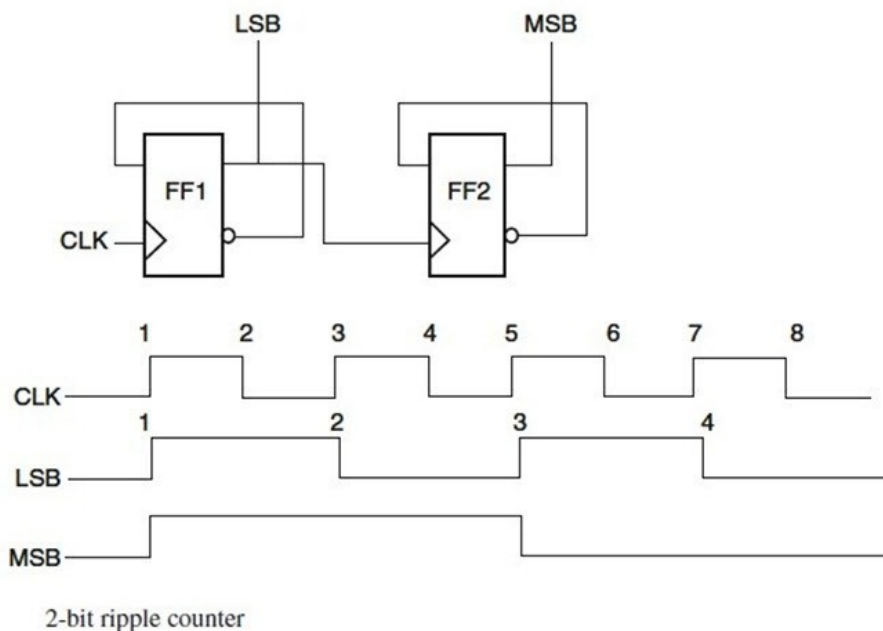 LSB MSB
FF1 FF2
CLK
1 2 3 4 5 6 7 8
CLK
1 2 3 4
LSB
MSB
2-bit ripple counter